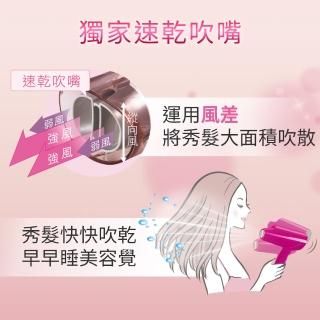 獨家速乾吹嘴
速乾吹嘴
弱風
強風
強風
弱風
縱向風
運用風差
將秀髮大面積吹散
秀髮快快吹乾
早早睡美容覺